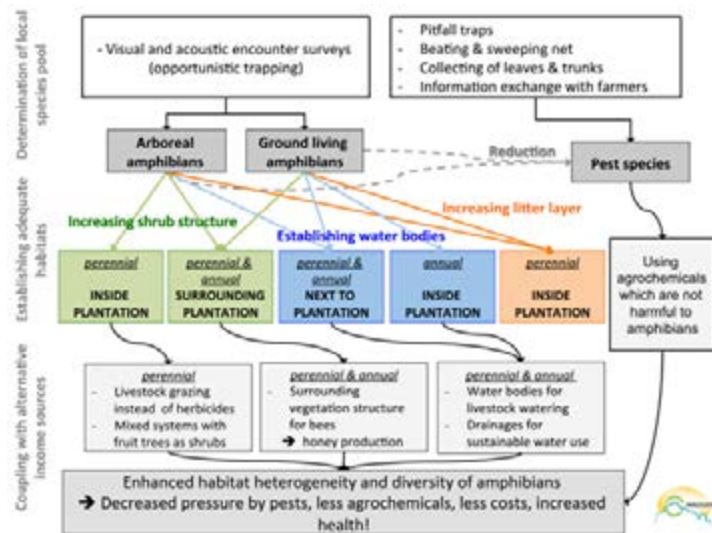 Determination of local
species pool
- Visual and acoustic encounter surveys
(opportunistic trapping)
- Pitfall traps
- Beating & sweeping net
- Collecting of leaves & trunks
- Information exchange with farmers
Arboreal
amphibians
Ground living
amphibians
Reduction
Pest species
Establishing adequate
habitats
Increasing shrub structure
Establishing water bodies
Increasing litter layer
perennial
INSIDE
PLANTATION
perennial &
annual
SURROUNDING
PLANTATION
perennial &
annual
NEXT TO
PLANTATION
annual
INSIDE
PLANTATION
perennial
INSIDE
PLANTATION
Using
agrochemicals
which are not
harmful to
amphibians
Coupling with alternative
income sources
perennial
- Livestock grazing
instead of herbicides
- Mixed systems with
fruit trees as shrubs
perennial & annual
- Surrounding
vegetation structure
for bees
➔ honey production
perennial & annual
- Water bodies for
livestock watering
- Drainages for
sustainable water use
Enhanced habitat heterogeneity and diversity of amphibians
➔ Decreased pressure by pests, less agrochemicals, less costs, increased
health!